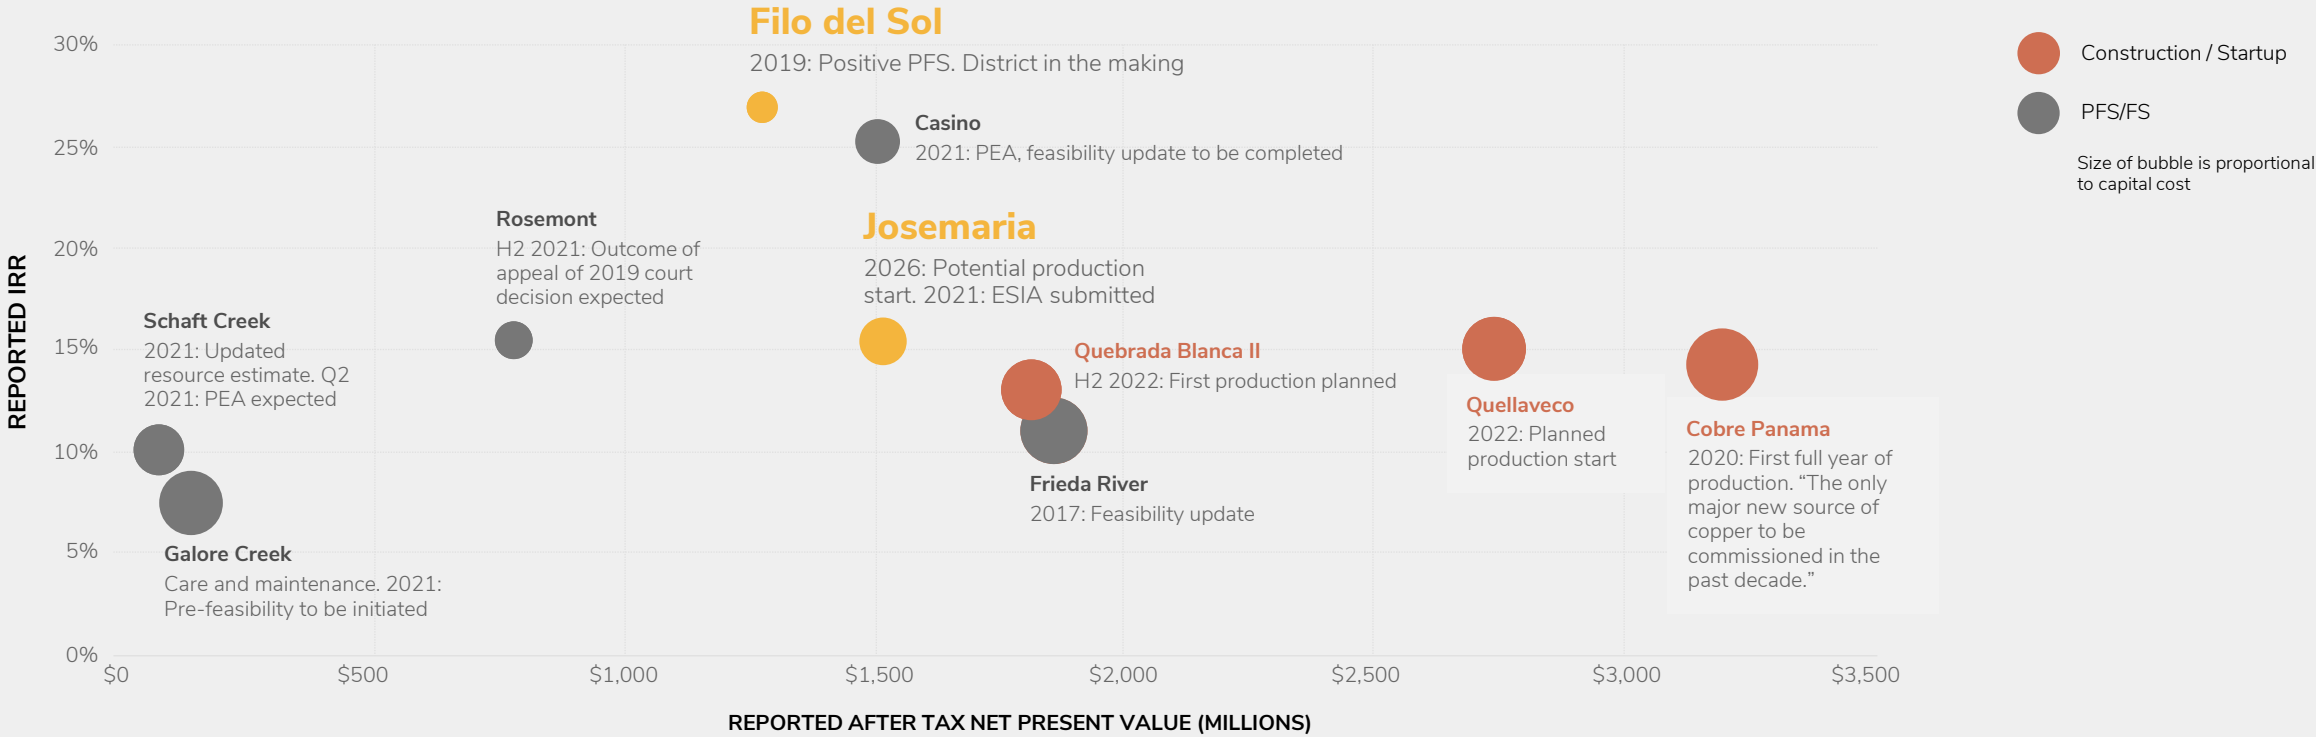 Filo del Sol
2019: Positive PFS. District in the making
Construction / Startup
PFS/FS
Size of bubble is proportional
to capital cost
Casino
2021: PEA, feasibility update to be completed
Rosemont
H2 2021: Outcome of
appeal of 2019 court
decision expected
Josemaria
2026: Potential production
start. 2021: ESIA submitted
Schaft Creek
2021: Updated
resource estimate. Q2
2021: PEA expected
Quebrada Blanca II
H2 2022: First production planned
Quellaveco
2022: Planned
production start
Cobre Panama
2020: First full year of
production. “The only
major new source of
copper to be
commissioned in the
past decade.”
Frieda River
2017: Feasibility update
Galore Creek
Care and maintenance. 2021:
Pre-feasibility to be initiated
REPORTED IRR
30%
25%
20%
15%
10%
5%
0%
$0
$500
$1,000
$1,500
$2,000
$2,500
$3,000
$3,500
REPORTED AFTER TAX NET PRESENT VALUE (MILLIONS)